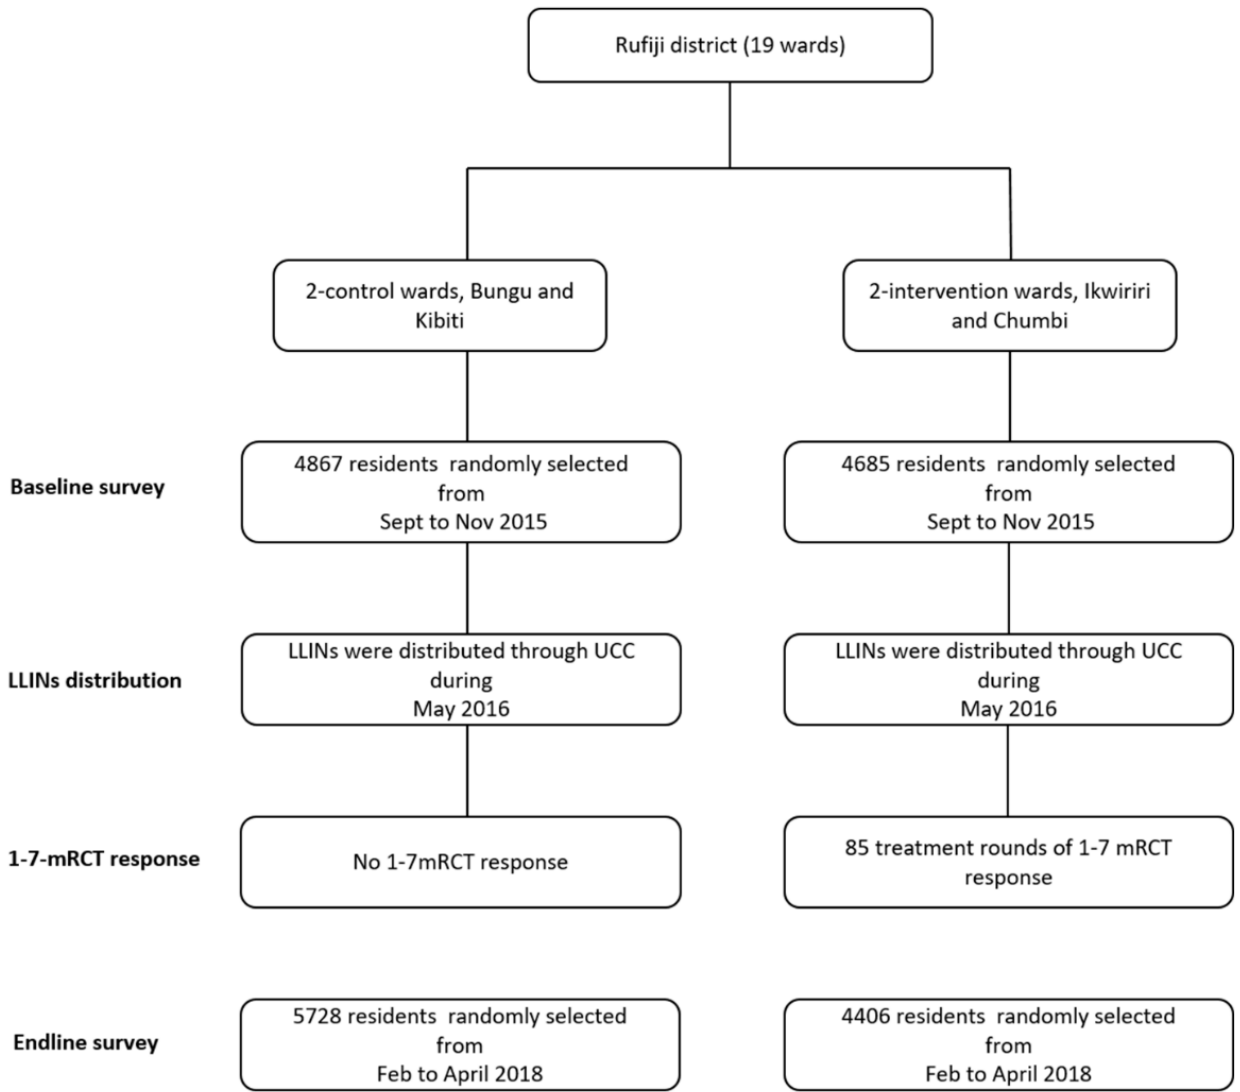 Rufiji district (19 wards)
2-control wards, Bungu and
Kibiti
2-intervention wards, Ikwiriri
and Chumbi
Baseline survey
4867 residents randomly selected
from
Sept to Nov 2015
4685 residents randomly selected
from
Sept to Nov 2015
LLINs distribution
LLINs were distributed through UCC
during
May 2016
LLINs were distributed through UCC
during
May 2016
1-7-mRCT response
No 1-7mRCT response
85 treatment rounds of 1-7 mRCT
response
Endline survey
5728 residents randomly selected
from
Feb to April 2018
4406 residents randomly selected
from
Feb to April 2018